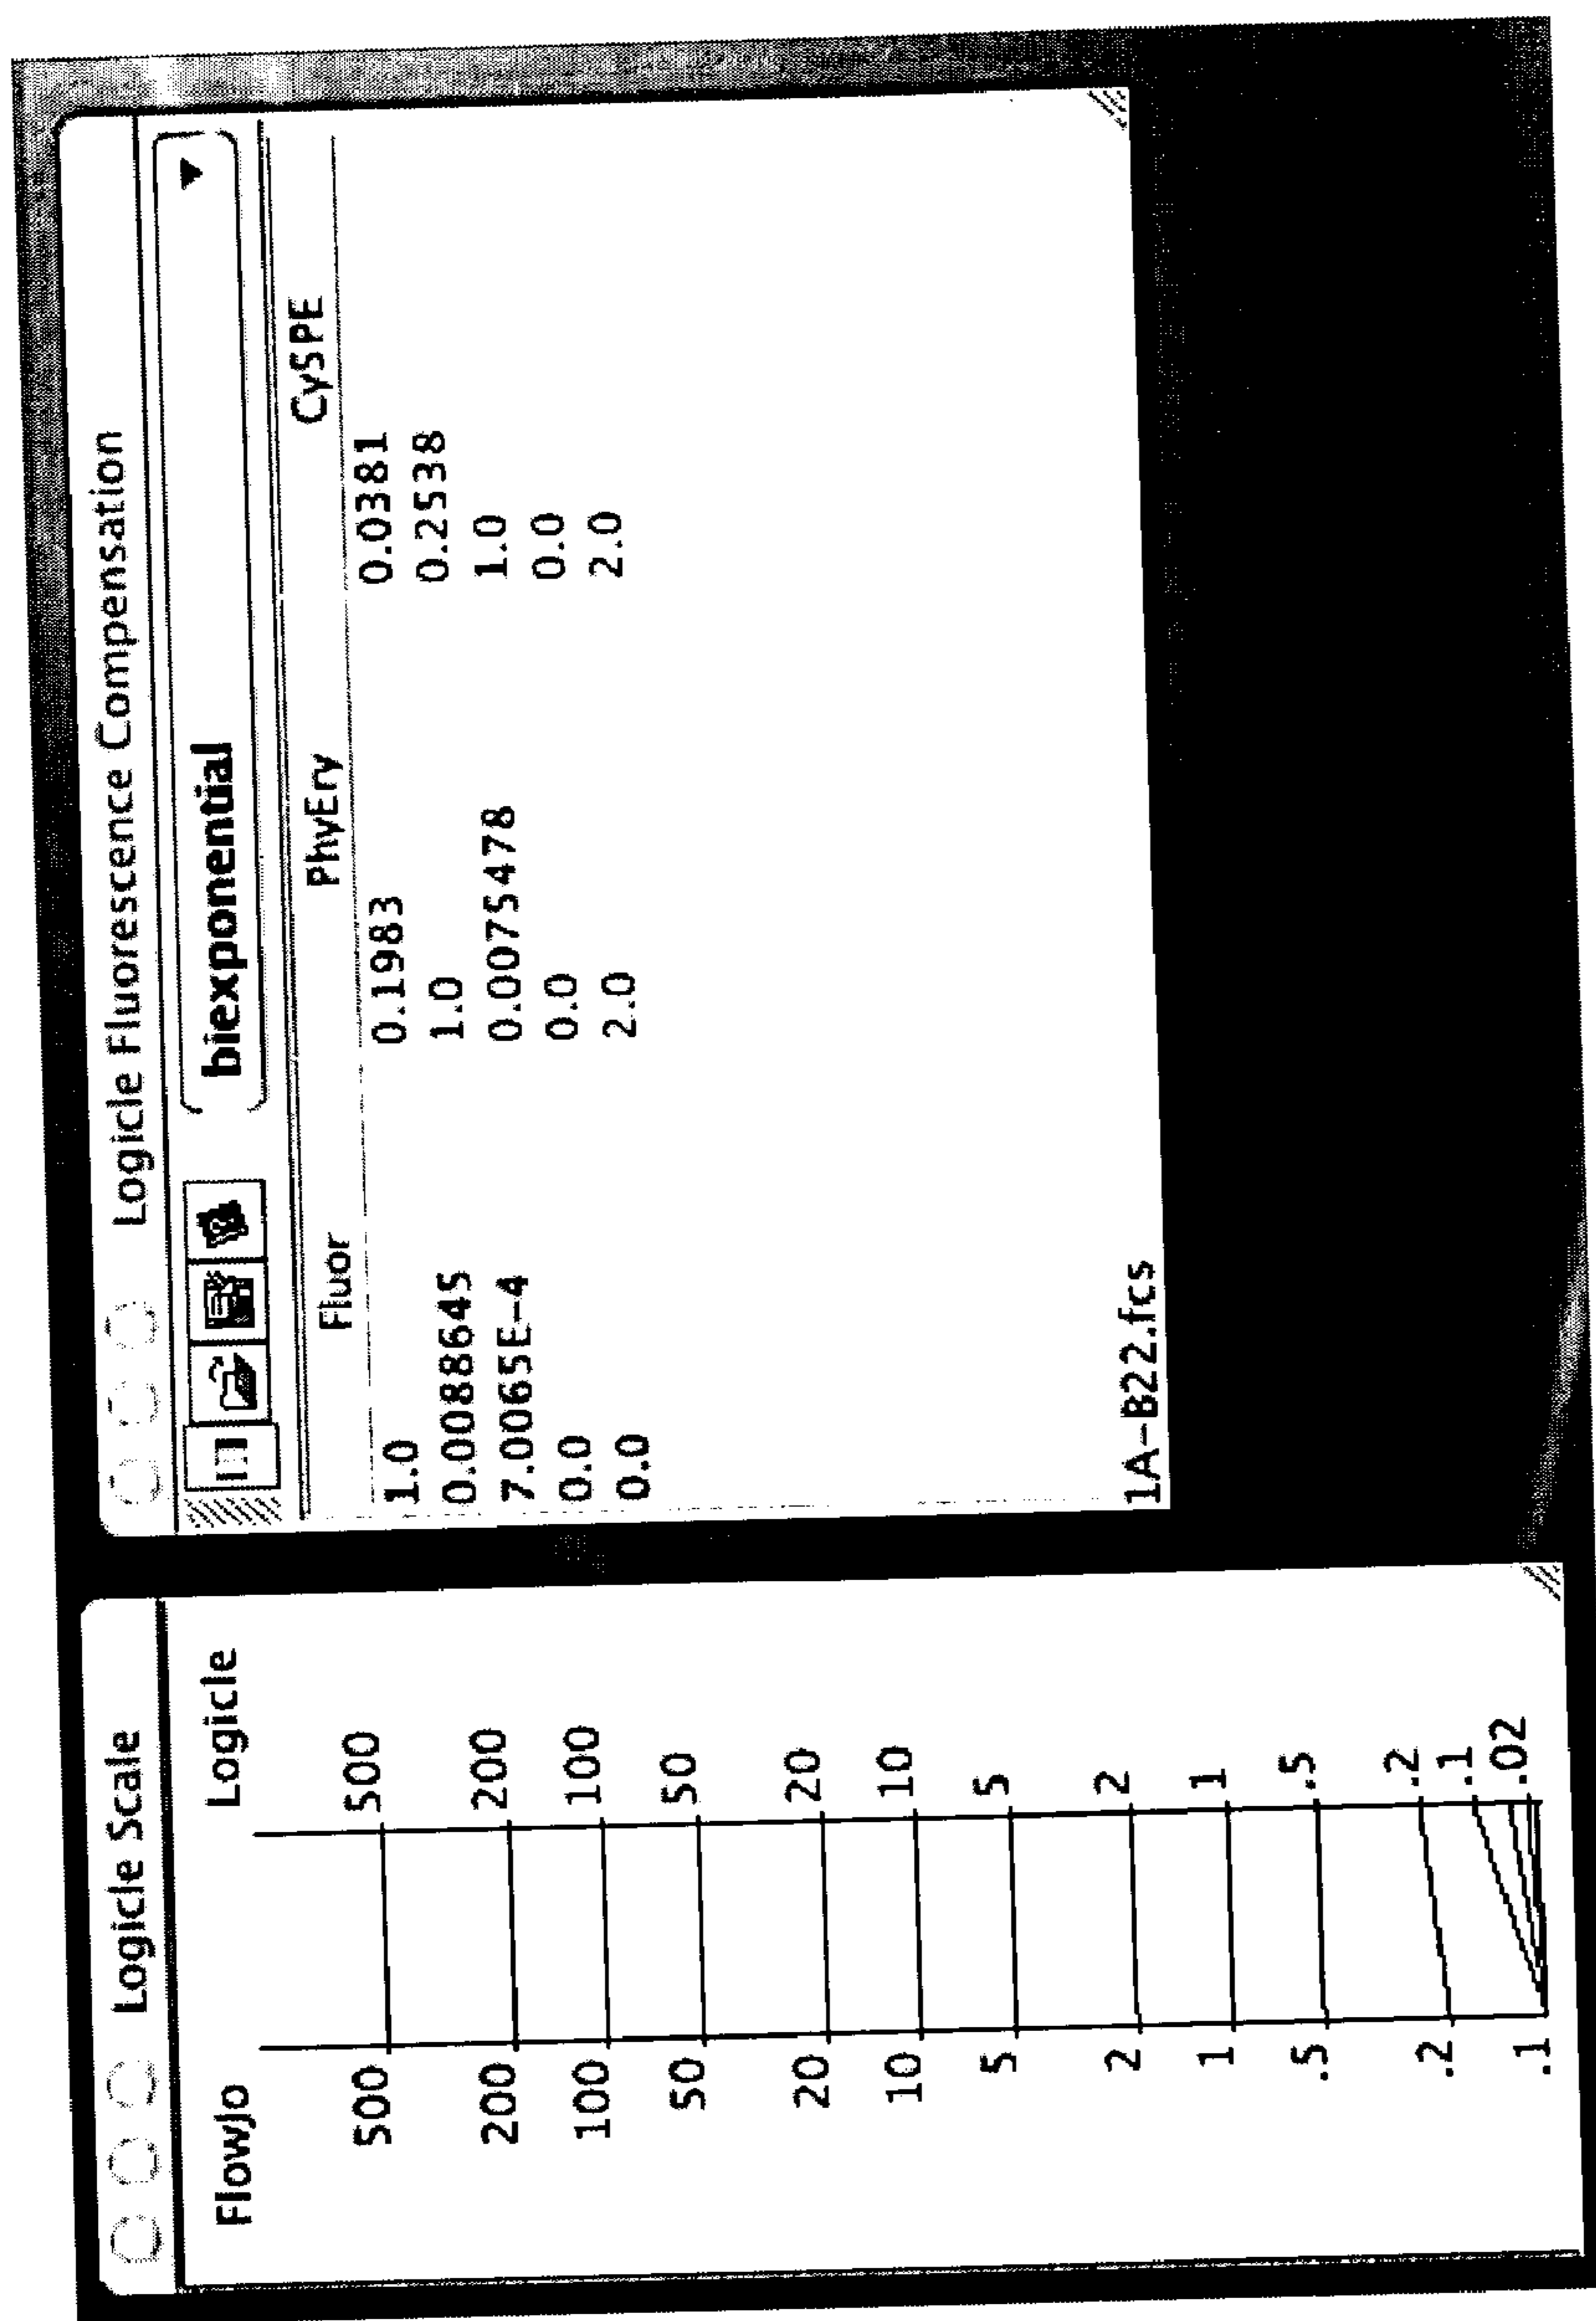 Logicle Scale
FlowJo Logicle
500 500
200 200
100 100
50 50
20 20
10 10
5 5
2 2
1 1
.5 .5
.2 .2
.1 .1
.02
Logicle Fluorescence Compensation
biexponential
Fluor PhyEry Cy5PE
1.0 0.1983 0.0381
0.0088645 1.0 0.2538
7.0065E-4 0.0075478 1.0
0.0 0.0 0.0
0.0 2.0 2.0
1A-B22.fcs